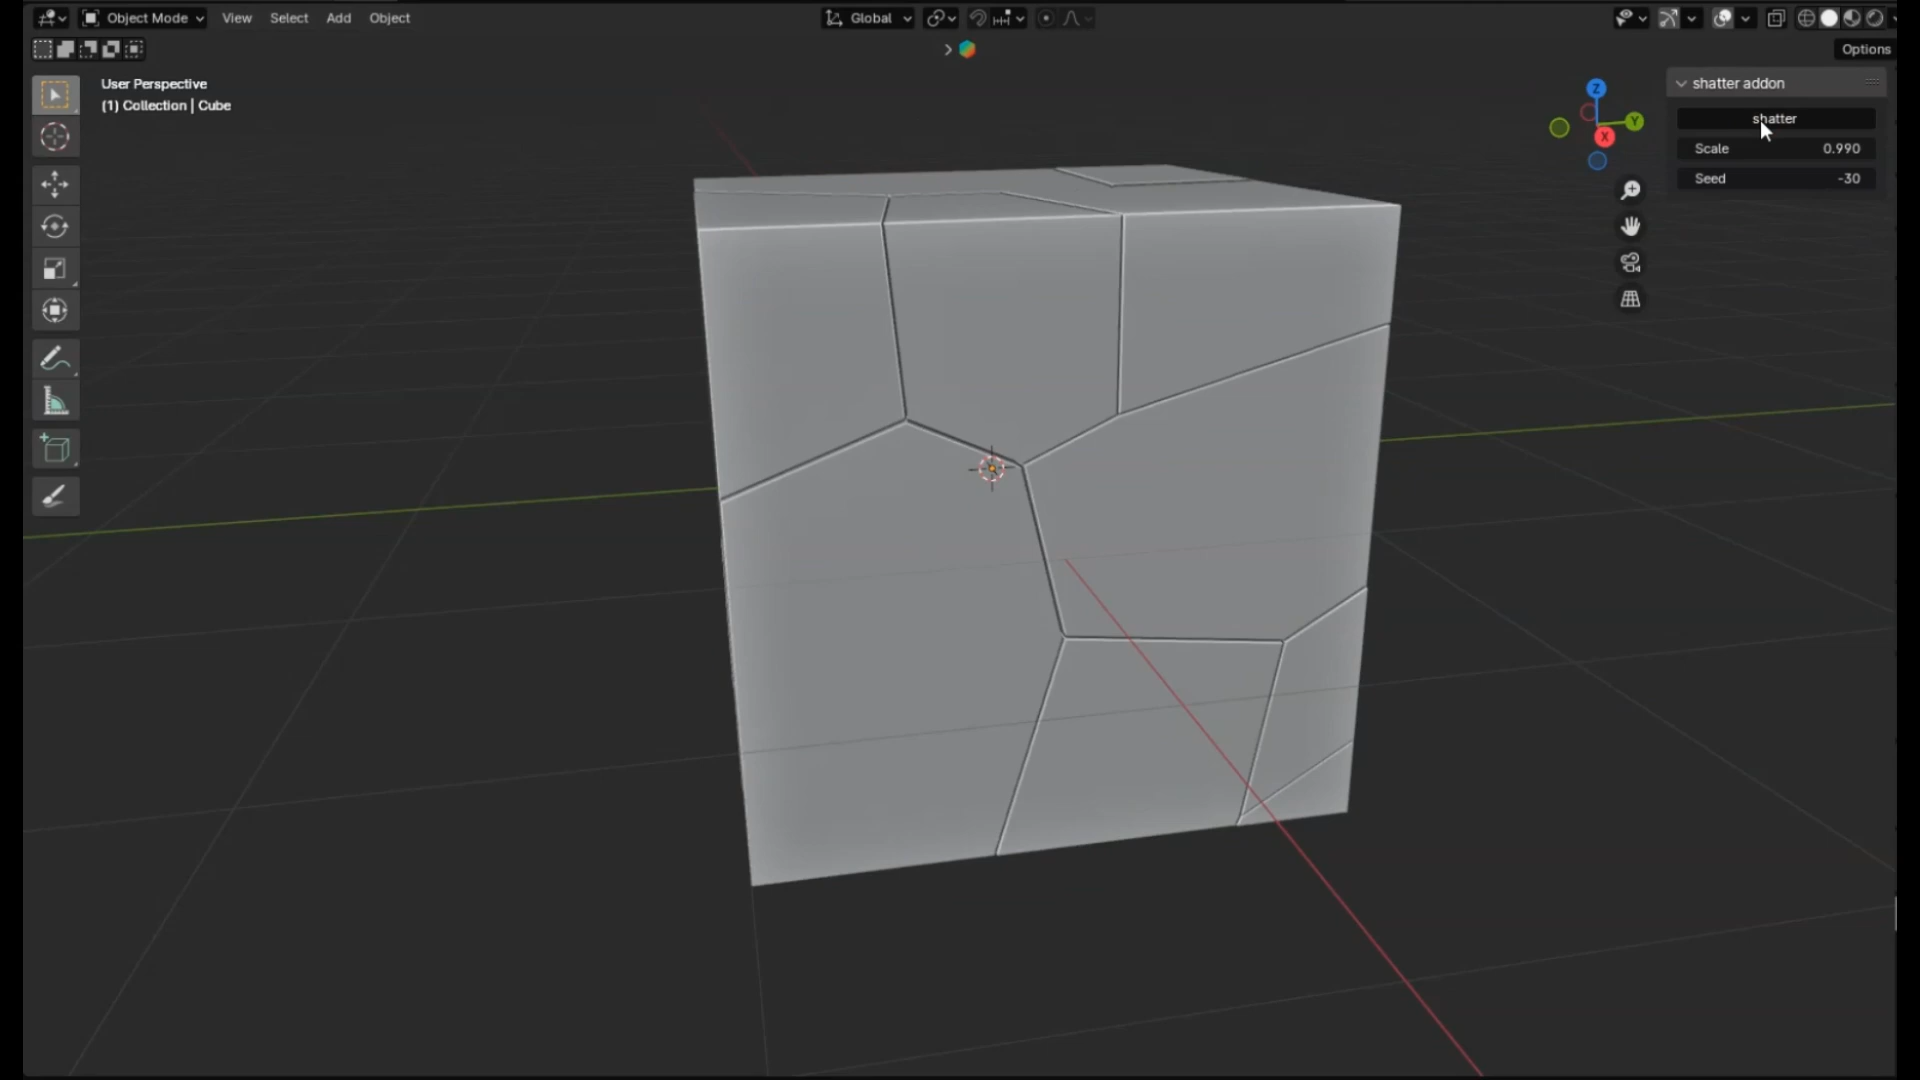 Object Mode View Select Add Object Global
Options
User Perspective
(1) Collection | Cube
shatter addon
shatter
Scale 0.990
Seed -30
Z
Y
X